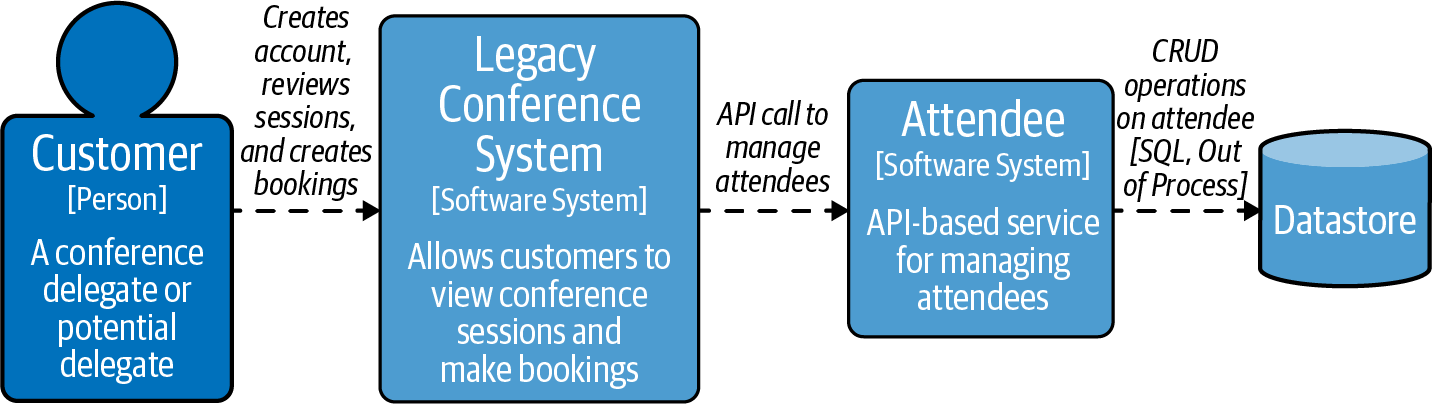 Customer
[Person]
A conference
delegate or
potential
delegate
Creates
account,
reviews
sessions,
and creates
bookings
Legacy
Conference
System
[Software System]
Allows customers to
view conference
sessions and
make bookings
API call to
manage
attendees
Attendee
[Software System]
API-based service
for managing
attendees
CRUD
operations
on attendee
[SQL, Out
of Process]
Datastore